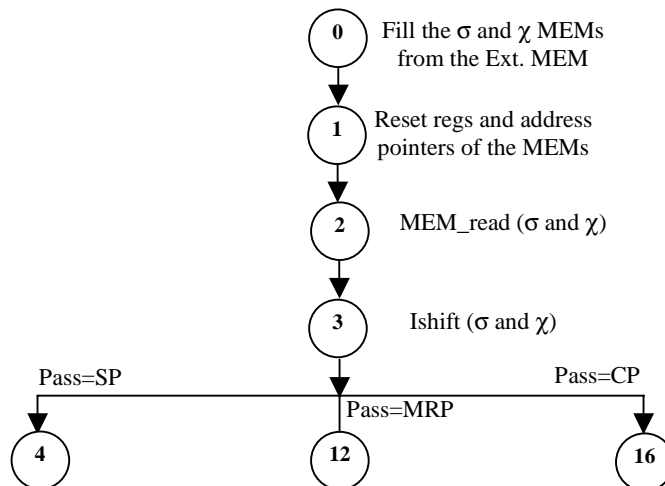 0
Fill the σ and χ MEMs
from the Ext. MEM
1
Reset regs and address
pointers of the MEMs
2
MEM_read (σ and χ)
3
Ishift (σ and χ)
Pass=SP
Pass=CP
Pass=MRP
4
12
16